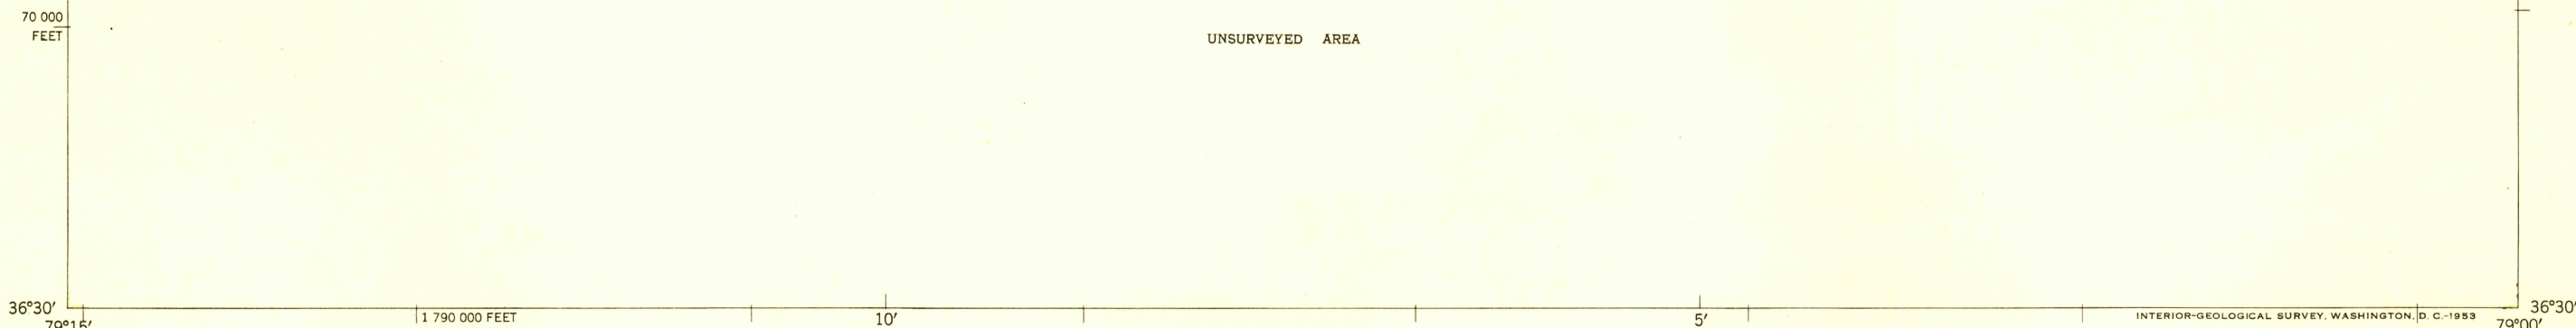 70 000
FEET
UNSURVEYED AREA
36°30'
36°30'
79°15'
1 790 000 FEET
10'
5'
INTERIOR-GEOLOGICAL SURVEY, WASHINGTON, D. C.-1953
79°00'